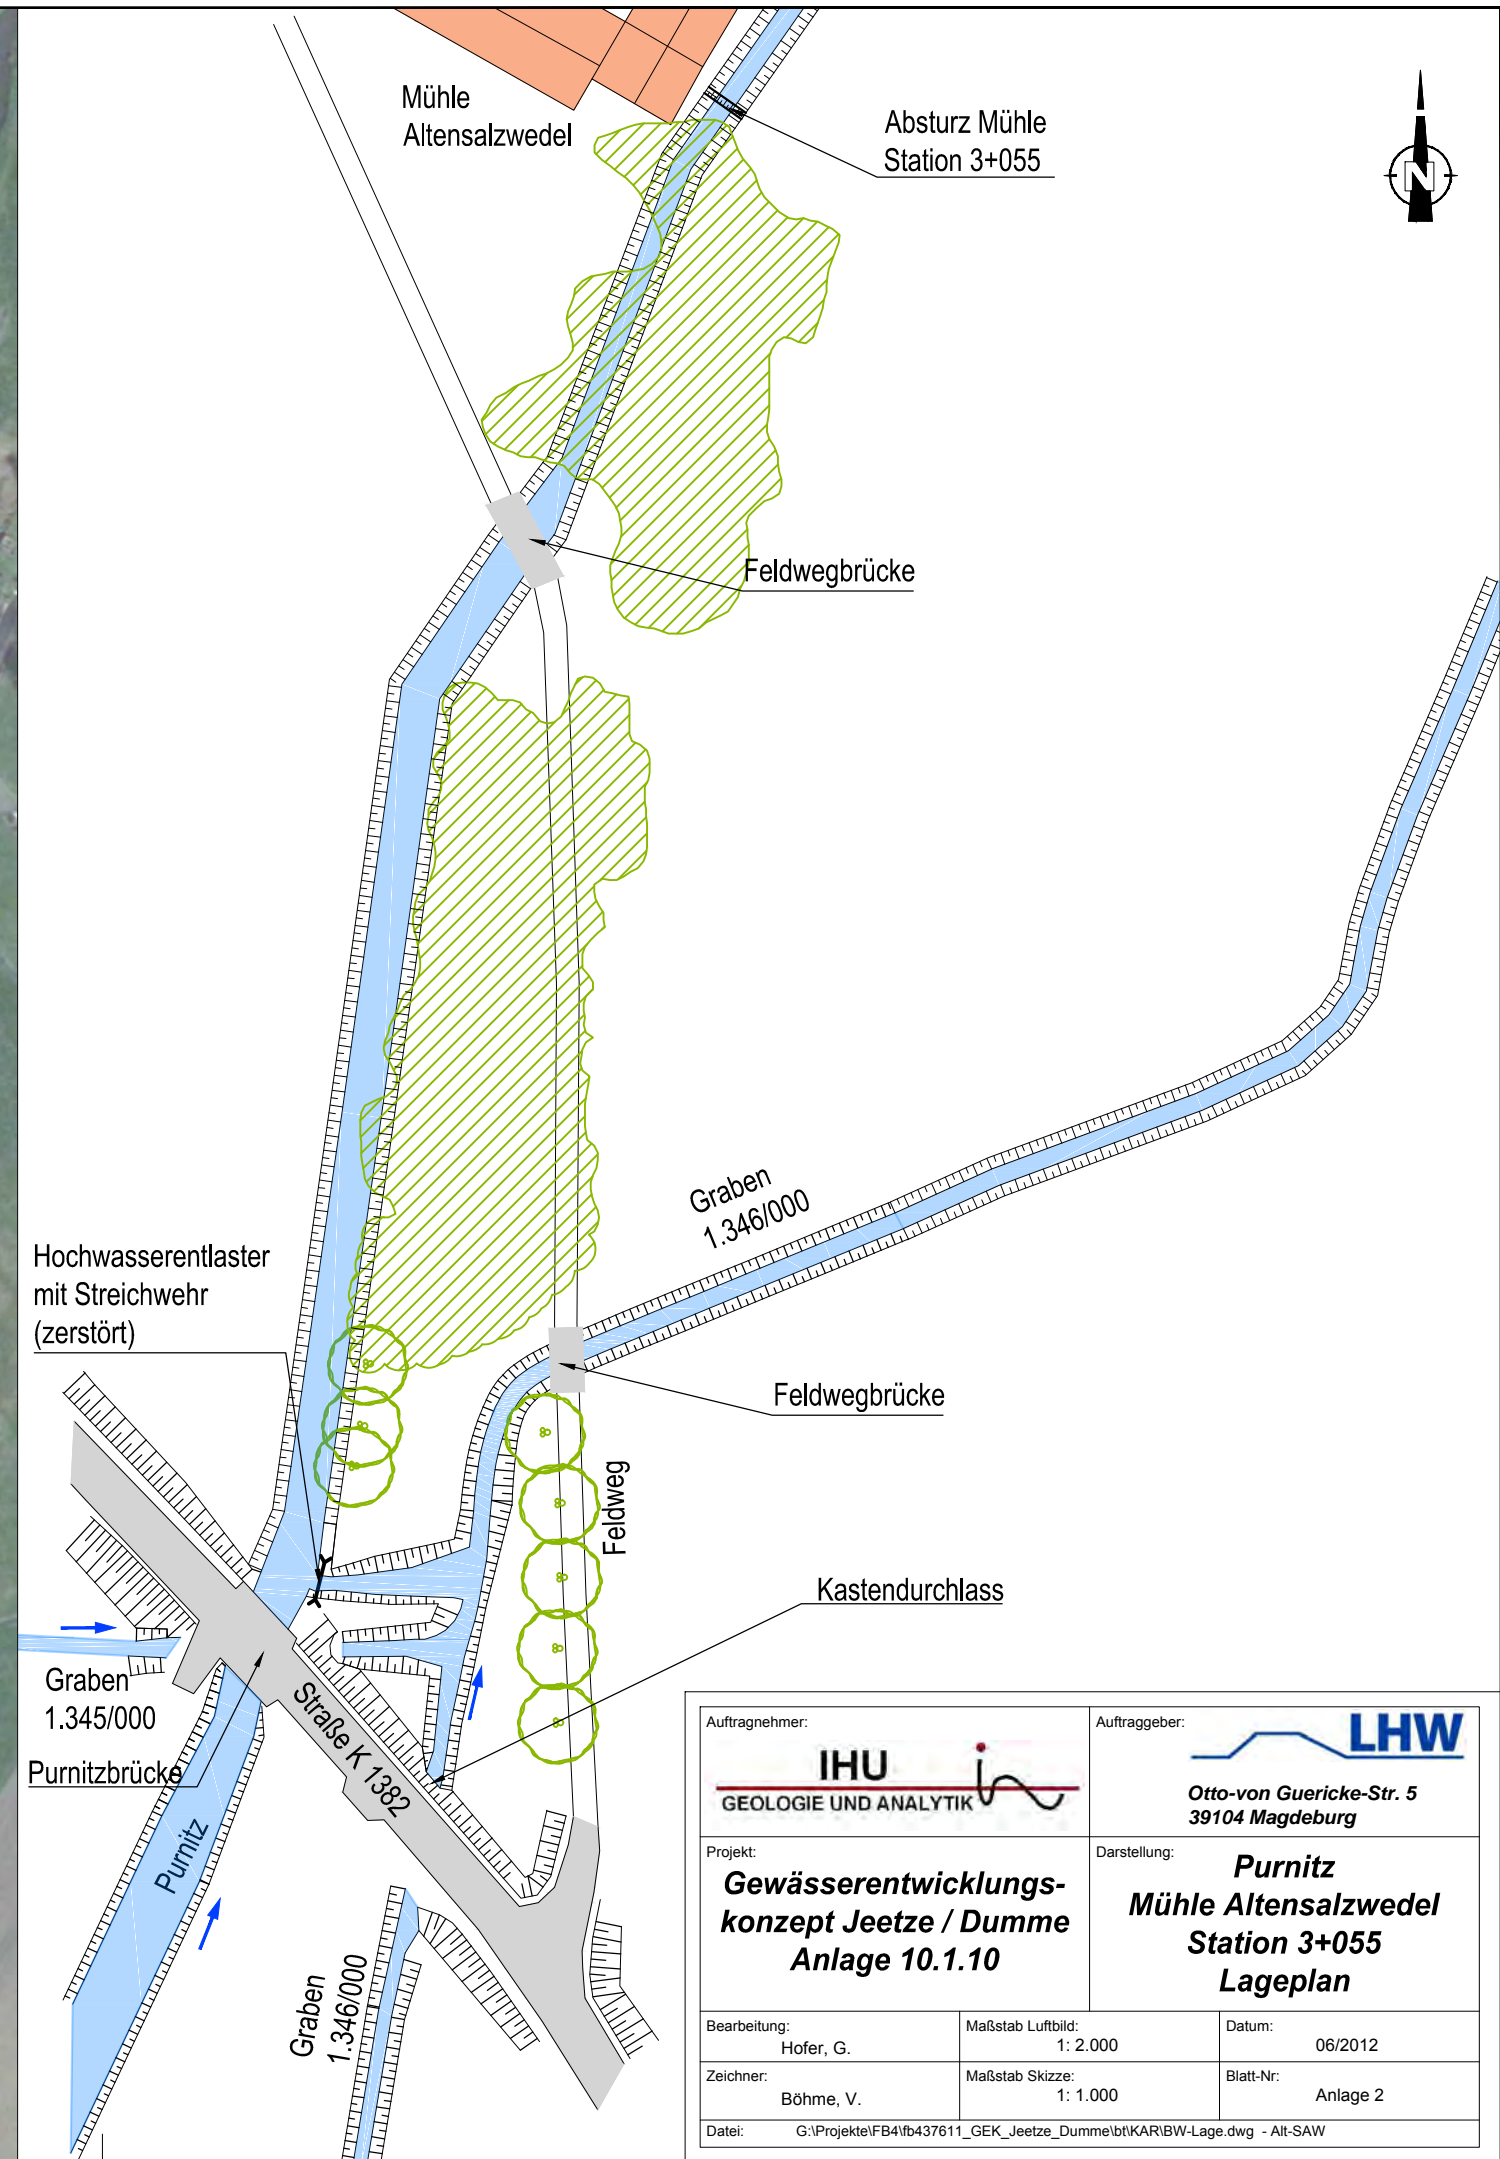 Mühle
Altensalzwedel
Absturz Mühle
Station 3+055
N
Feldwegbrücke
Graben
1.346/000
Hochwasserentlaster
mit Streichwehr
(zerstört)
Feldwegbrücke
Feldweg
Kastendurchlass
Graben
1.345/000
Purnitzbrücke
Straße K 1382
Purnitz
Graben
1.346/000
Auftragnehmer:
IHU
GEOLOGIE UND ANALYTIK
Auftraggeber:
LHW
Otto-von Guericke-Str. 5
39104 Magdeburg
Projekt:
Gewässerentwicklungs-
konzept Jeetze / Dumme
Anlage 10.1.10
Darstellung:
Purnitz
Mühle Altensalzwedel
Station 3+055
Lageplan
Bearbeitung:
Hofer, G.
Maßstab Luftbild:
1: 2.000
Datum:
06/2012
Zeichner:
Böhme, V.
Maßstab Skizze:
1: 1.000
Blatt-Nr:
Anlage 2
Datei: G:\Projekte\FB4\fb437611_GEK_Jeetze_Dumme\bt\KAR\BW-Lage.dwg - Alt-SAW